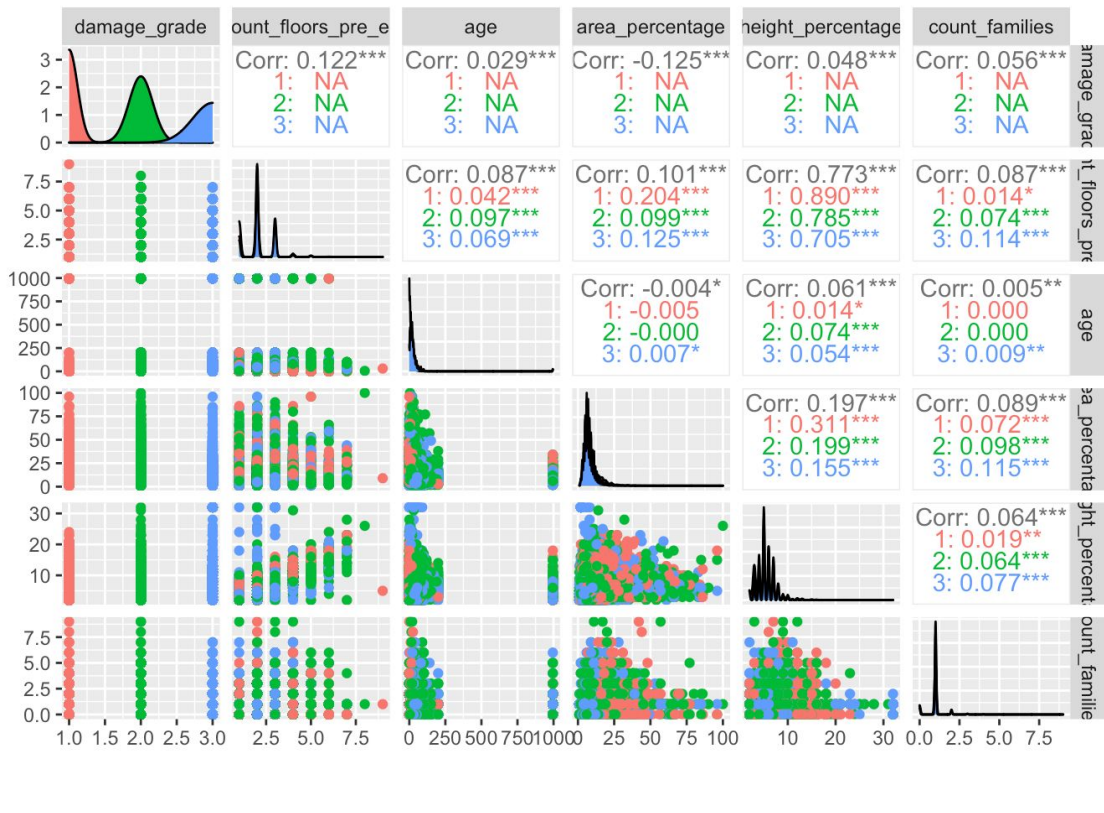 damage_grade ount_floors_pre_e age area_percentage height_percentage count_families
3 Corr: 0.122*** Corr: 0.029*** Corr: -0.125*** Corr: 0.048*** Corr: 0.056*** amage_grad
2 1: NA 1: NA 1: NA 1: NA 1: NA
1 2: NA 2: NA 2: NA 2: NA 2: NA
0 3: NA 3: NA 3: NA 3: NA 3: NA
7.5 Corr: 0.087*** Corr: 0.101*** Corr: 0.773*** Corr: 0.087*** nt_floors_pre
5.0 1: 0.042*** 1: 0.204*** 1: 0.890*** 1: 0.014*
2.5 2: 0.097*** 2: 0.099*** 2: 0.785*** 2: 0.074***
3: 0.069*** 3: 0.125*** 3: 0.705*** 3: 0.114***
1000 Corr: -0.004* Corr: 0.061*** Corr: 0.005** age
750 1: -0.005 1: 0.014* 1: 0.000
500 2: -0.000 2: 0.074*** 2: 0.000
250 3: 0.007* 3: 0.054*** 3: 0.009**
0
100 Corr: 0.197*** Corr: 0.089*** ea_percenta
75 1: 0.311*** 1: 0.072***
50 2: 0.199*** 2: 0.098***
25 3: 0.155*** 3: 0.115***
0
30 Corr: 0.064*** ght_percent
20 1: 0.019**
10 2: 0.064***
3: 0.077***
7.5 ount_familie
5.0
2.5
0.0
1.0 1.5 2.0 2.5 3.0 2.5 5.0 7.5 0 250 500 750 1000 0 25 50 75 100 10 20 30 0.0 2.5 5.0 7.5